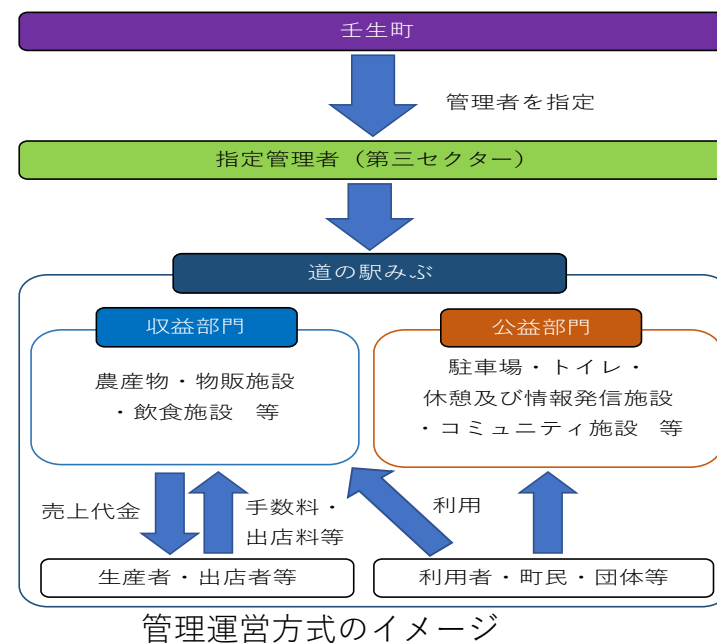 壬生町
管理者を指定
指定管理者（第三セクター）
道の駅みぶ
収益部門
農産物・物販施設
・飲食施設　等
公益部門
駐車場・トイレ・
休憩及び情報発信施設
・コミュニティ施設　等
売上代金
手数料・
出店料等
利用
生産者・出店者等
利用者・町民・団体等
管理運営方式のイメージ